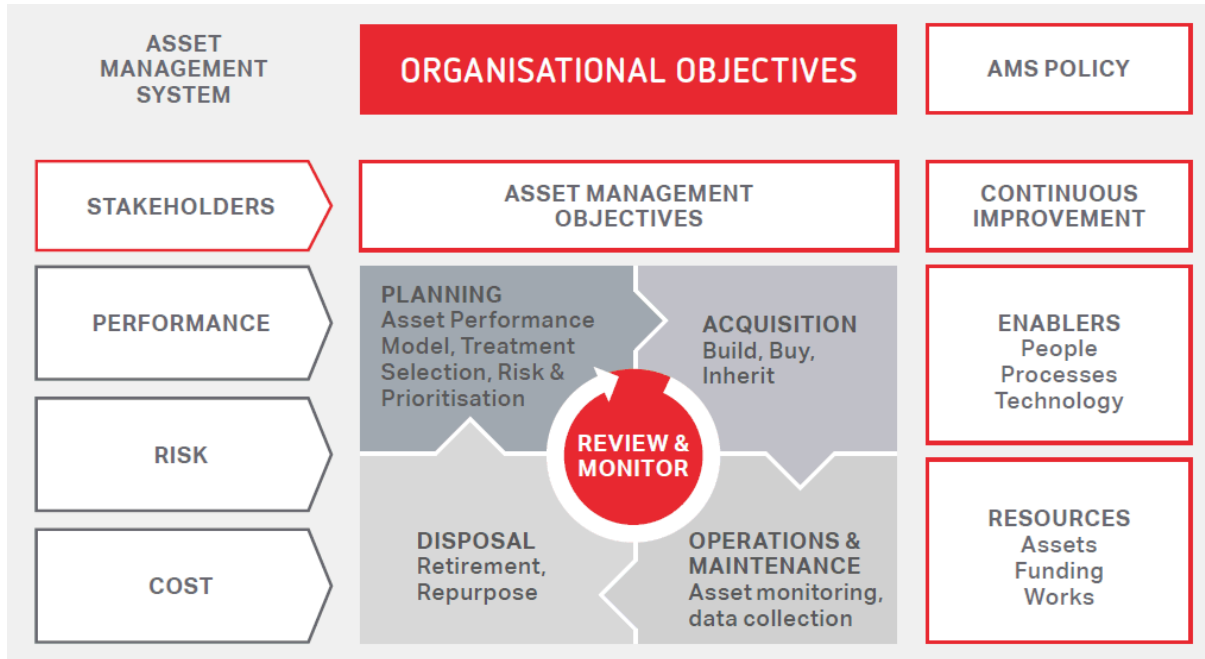 ASSET
MANAGEMENT
SYSTEM
ORGANISATIONAL OBJECTIVES
AMS POLICY
STAKEHOLDERS
ASSET MANAGEMENT
OBJECTIVES
CONTINUOUS
IMPROVEMENT
PERFORMANCE
RISK
COST
PLANNING
Asset Performance
Model, Treatment
Selection, Risk &
Prioritisation
ACQUISITION
Build, Buy,
Inherit
REVIEW &
MONITOR
DISPOSAL
Retirement,
Repurpose
OPERATIONS &
MAINTENANCE
Asset monitoring,
data collection
ENABLERS
People
Processes
Technology
RESOURCES
Assets
Funding
Works